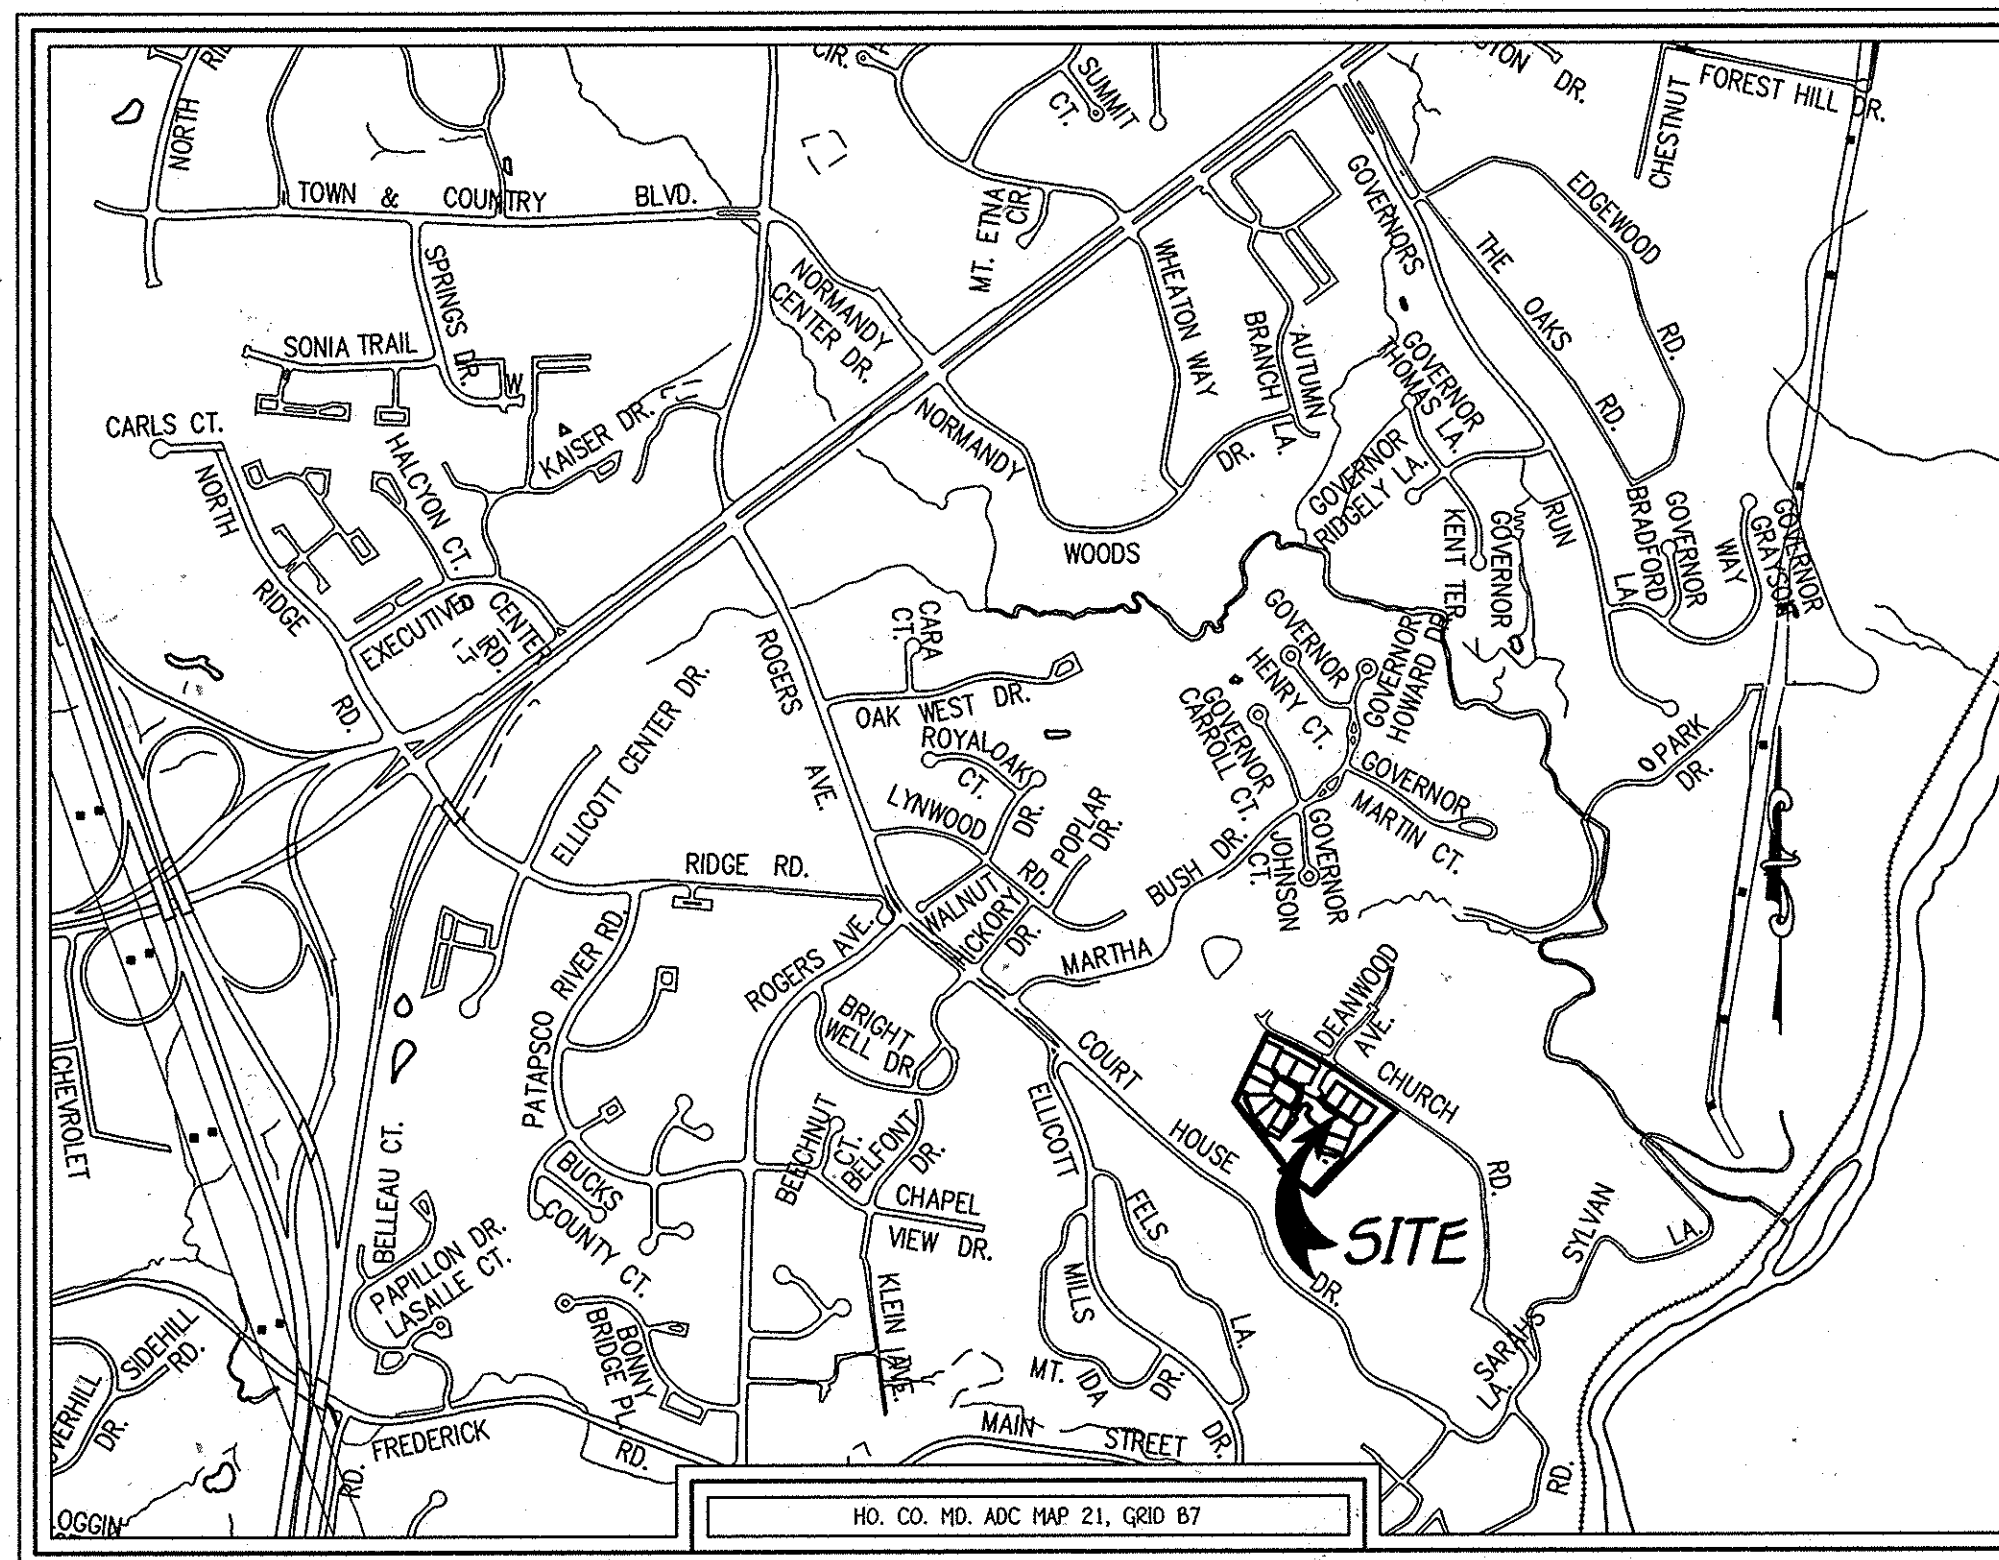 CIR.
SUMMIT
CT.
DR.
FOREST HILL DR.
CHESTNUT
NORTH
TOWN & COUNTRY BLVD.
MT. ETNA
CIR.
GOVERNORS
EDGEWOOD
RD.
THE OAKS RD.
SPRINGS DR.
NORMANDY
CENTER DR.
WHEATON WAY
AUTUMN
BRANCH
LA.
SONIA TRAIL
W
GOVERNOR
THOMAS LA.
CARLS CT.
KAISER DR.
NORMANDY
WOODS
DR.
HALCYON CT.
NORTH
RIDGE
RD.
GOVERNOR
RIDGELY LA.
KENT TER
GOVERNOR
RUN
GOVERNOR
BRADFORD
LA.
GOVERNOR
GRAYSON
WAY
EXECUTIVE CENTER
RD.
ELLICOTT CENTER DR.
ROGERS
AVE.
CARA
CT.
OAK WEST DR.
ROYAL OAK
CT.
LYNWOOD
DR.
POPLAR
DR.
RD.
GOVERNOR
HENRY CT.
GOVERNOR
HOWARD DR.
GOVERNOR
CARROLL CT.
GOVERNOR
MARTIN CT.
PARK
DR.
RIDGE RD.
WALNUT
HICKORY
DR.
BUSH DR.
GOVERNOR
JOHNSON
CT.
MARTHA
ROGERS AVE.
PATAPSCO RIVER RD.
BRIGHT
WELL DR.
DEANWOOD
AVE.
COURT HOUSE DR.
CHURCH
RD.
CHEVROLET
BELLEAU CT.
BUCKS
COUNTY CT.
BEECHNUT
CT.
BELFONT
DR.
ELLICOTT
CHAPEL
VIEW DR.
FELS
LA.
SITE
SYLVAN
LA.
PAPILLON DR.
LASALLE CT.
KLEIN
AVE.
MILLS
DR.
SIDEHILL
RD.
BONNY
BRIDGE PL.
MT. IDA
DR.
SARAHS
LA.
DR.
FREDERICK
RD.
MAIN STREET
RD.
RD.
HO. CO. MD. ADC MAP 21, GRID B7